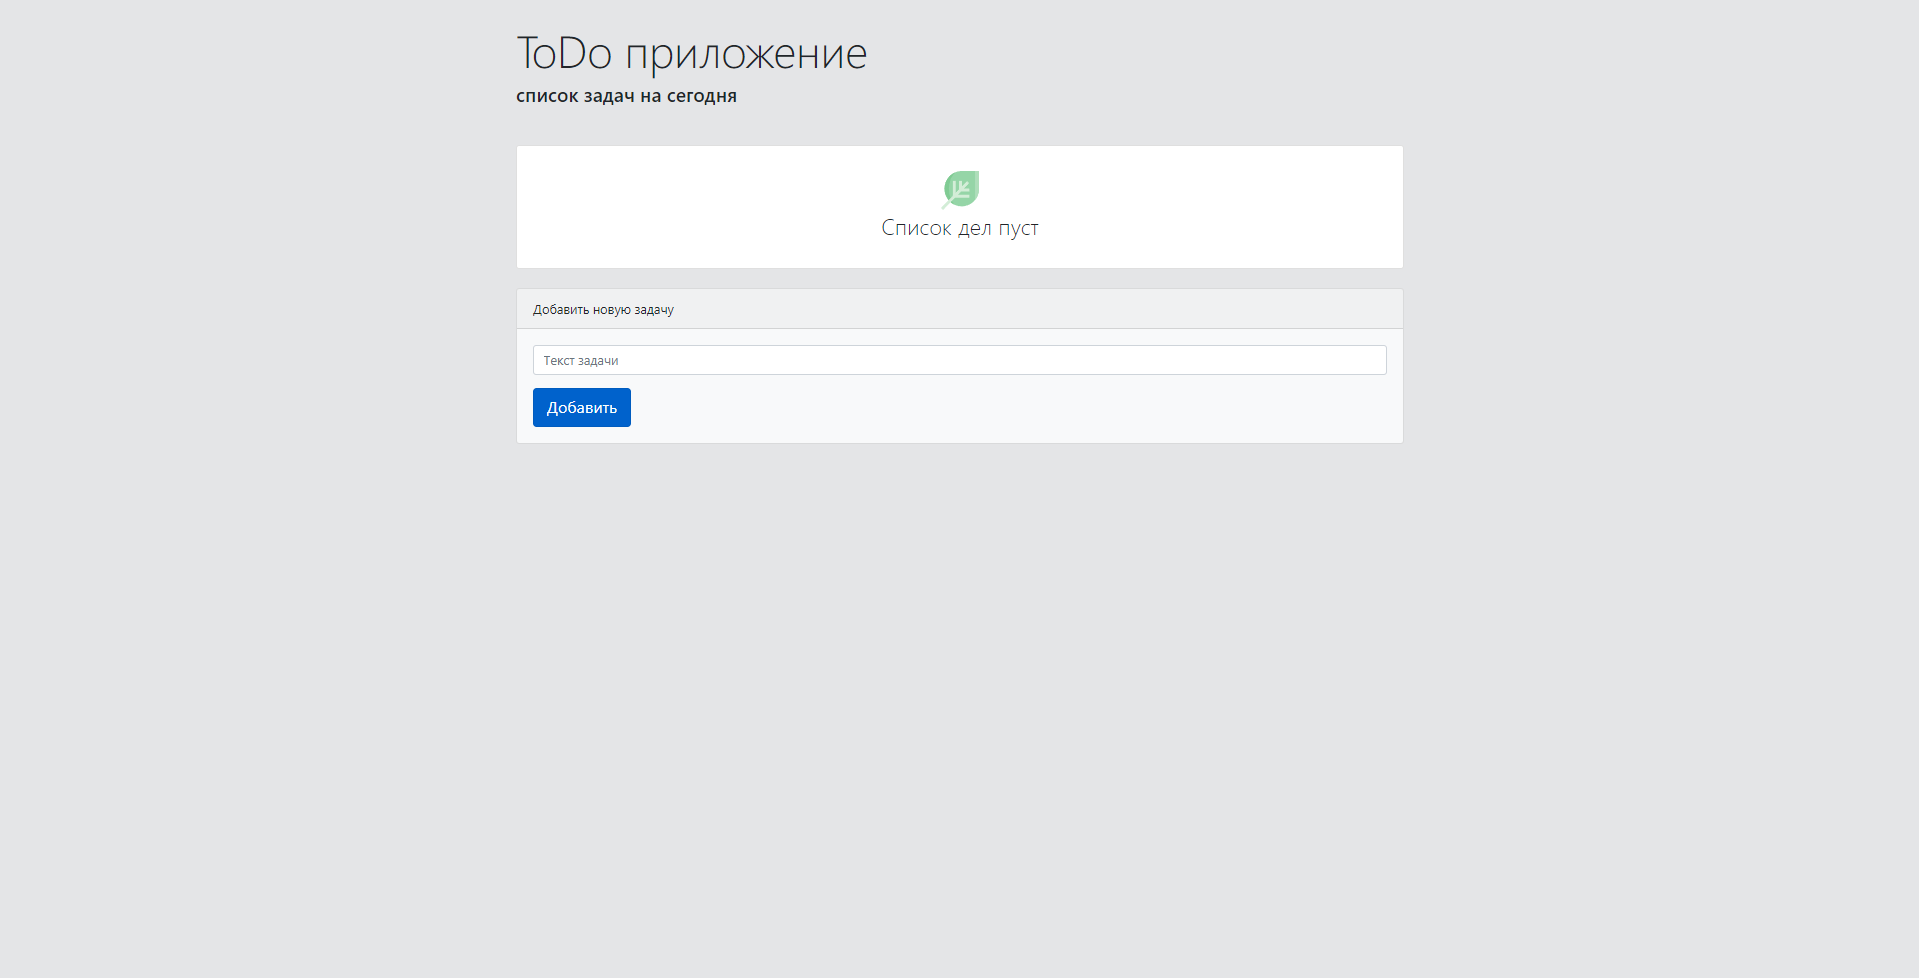 ToDo приложение
список задач на сегодня
Список дел пуст
Добавить новую задачу
Текст задачи
Добавить